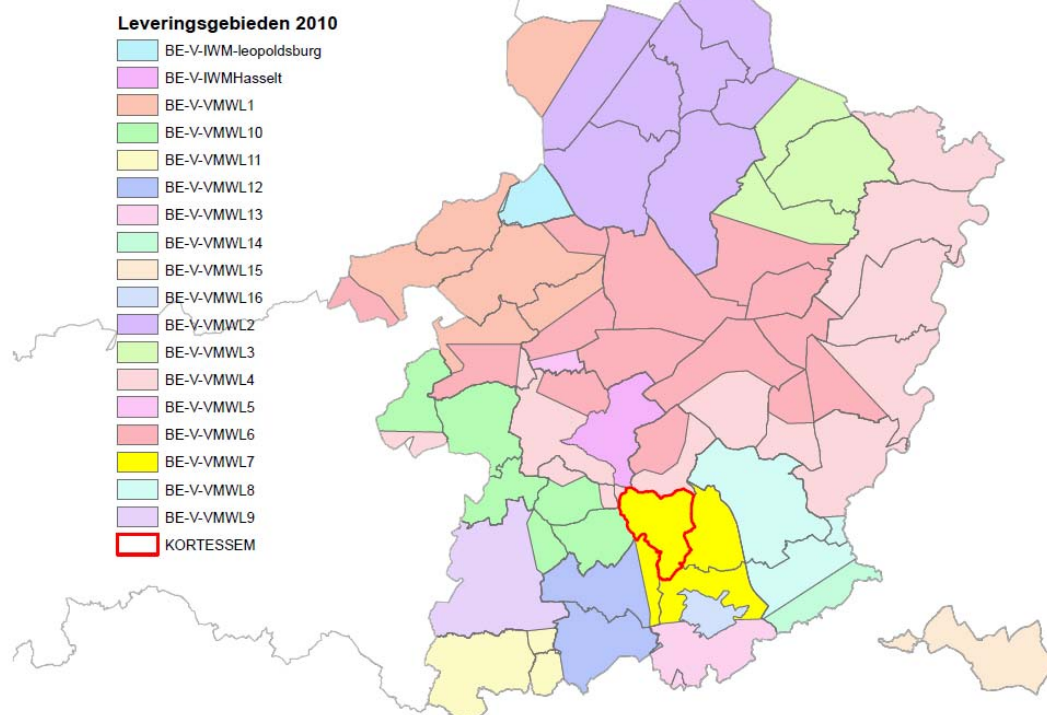 Leveringsgebieden 2010
BE-V-IWM-leopoldsburg
BE-V-IWMHasselt
BE-V-VMWL1
BE-V-VMWL10
BE-V-VMWL11
BE-V-VMWL12
BE-V-VMWL13
BE-V-VMWL14
BE-V-VMWL15
BE-V-VMWL16
BE-V-VMWL2
BE-V-VMWL3
BE-V-VMWL4
BE-V-VMWL5
BE-V-VMWL6
BE-V-VMWL7
BE-V-VMWL8
BE-V-VMWL9
KORTESSEM